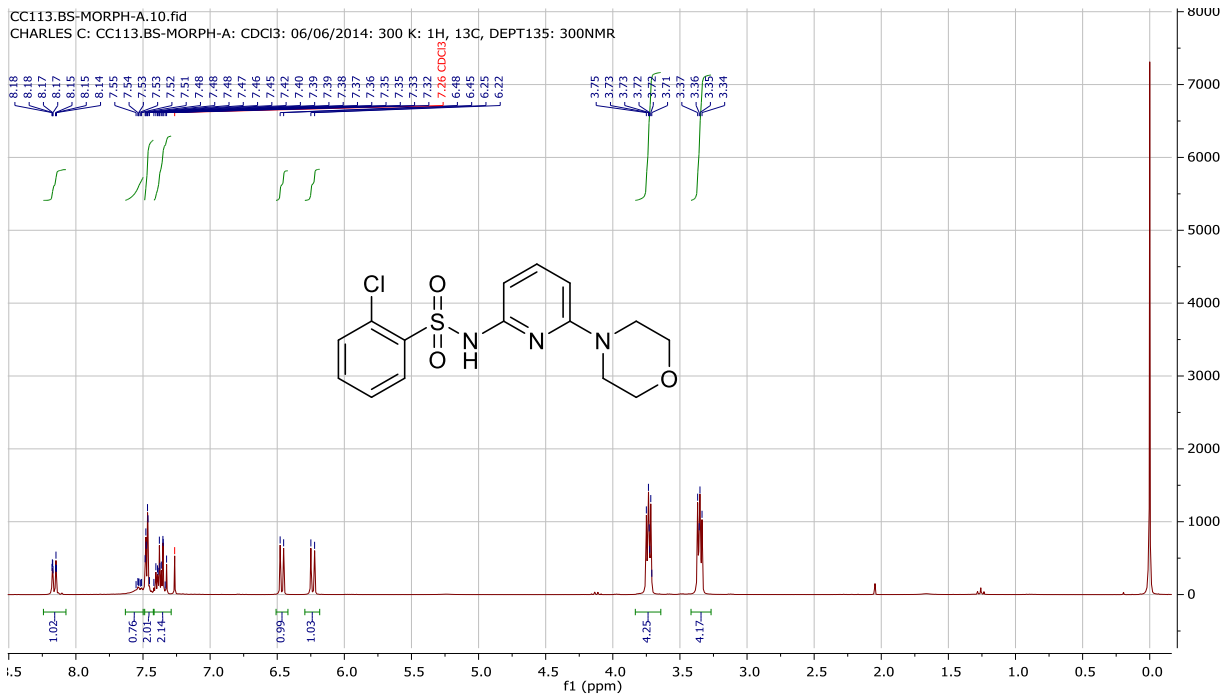 CC113.BS-MORPH-A.10.fid
CHARLES C: CC113.BS-MORPH-A: CDCl3: 06/06/2014: 300 K: 1H, 13C, DEPT135: 300NMR
8.18 8.18 8.17 8.17 8.15 8.15 8.14 7.55 7.54 7.53 7.53 7.52 7.51 7.48 7.48 7.48 7.47 7.46 7.45 7.42 7.40 7.39 7.39 7.38 7.37 7.36 7.35 7.35 7.33 7.32 7.26 CDCl3 6.48 6.45 6.25 6.22 3.75 3.73 3.73 3.72 3.72 3.71 3.37 3.36 3.35 3.34
8000
7000
6000
5000
4000
3000
2000
1000
0
Cl
O
S
O
N
H
N
N
O
1.02 0.76 2.01 2.14 0.99 1.03 4.25 4.17
8.5 8.0 7.5 7.0 6.5 6.0 5.5 5.0 4.5 4.0 3.5 3.0 2.5 2.0 1.5 1.0 0.5 0.0
f1 (ppm)